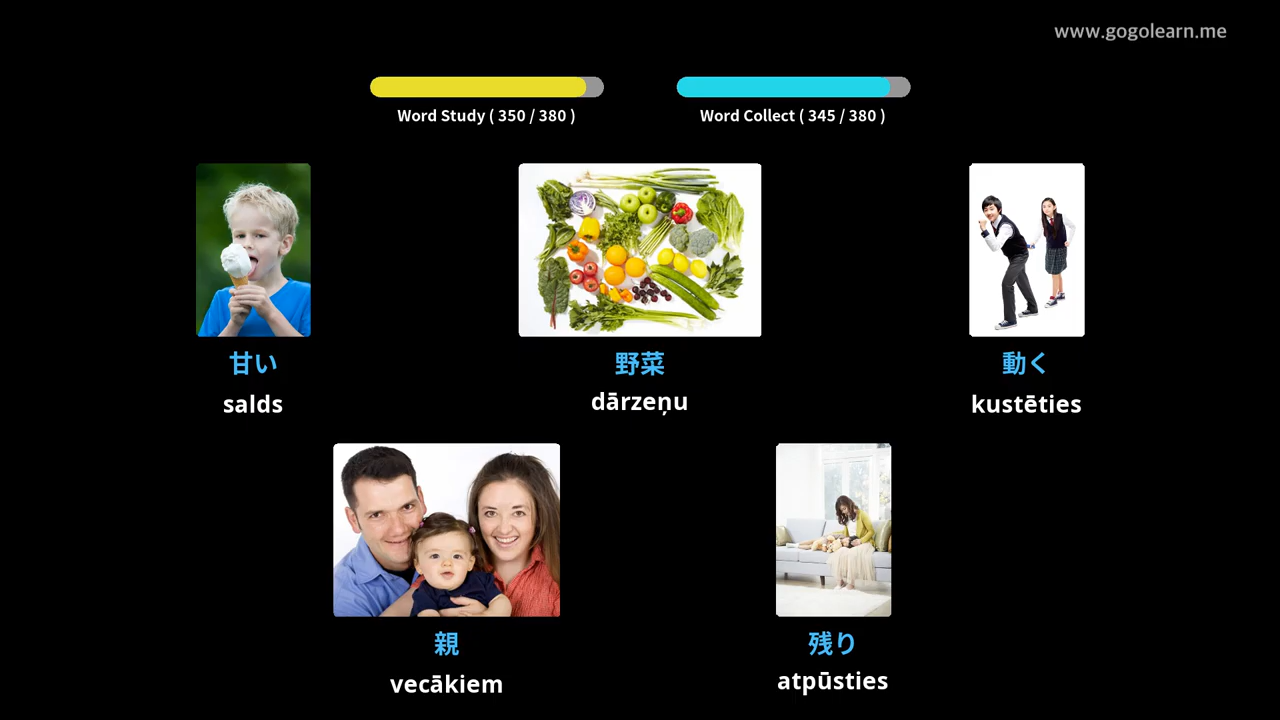 www.gogolearn.me
Word Study ( 350 / 380 )
Word Collect ( 345 / 380 )
甘い
野菜
動く
salds
dārzeņu
kustēties
親
残り
vecākiem
atpūsties